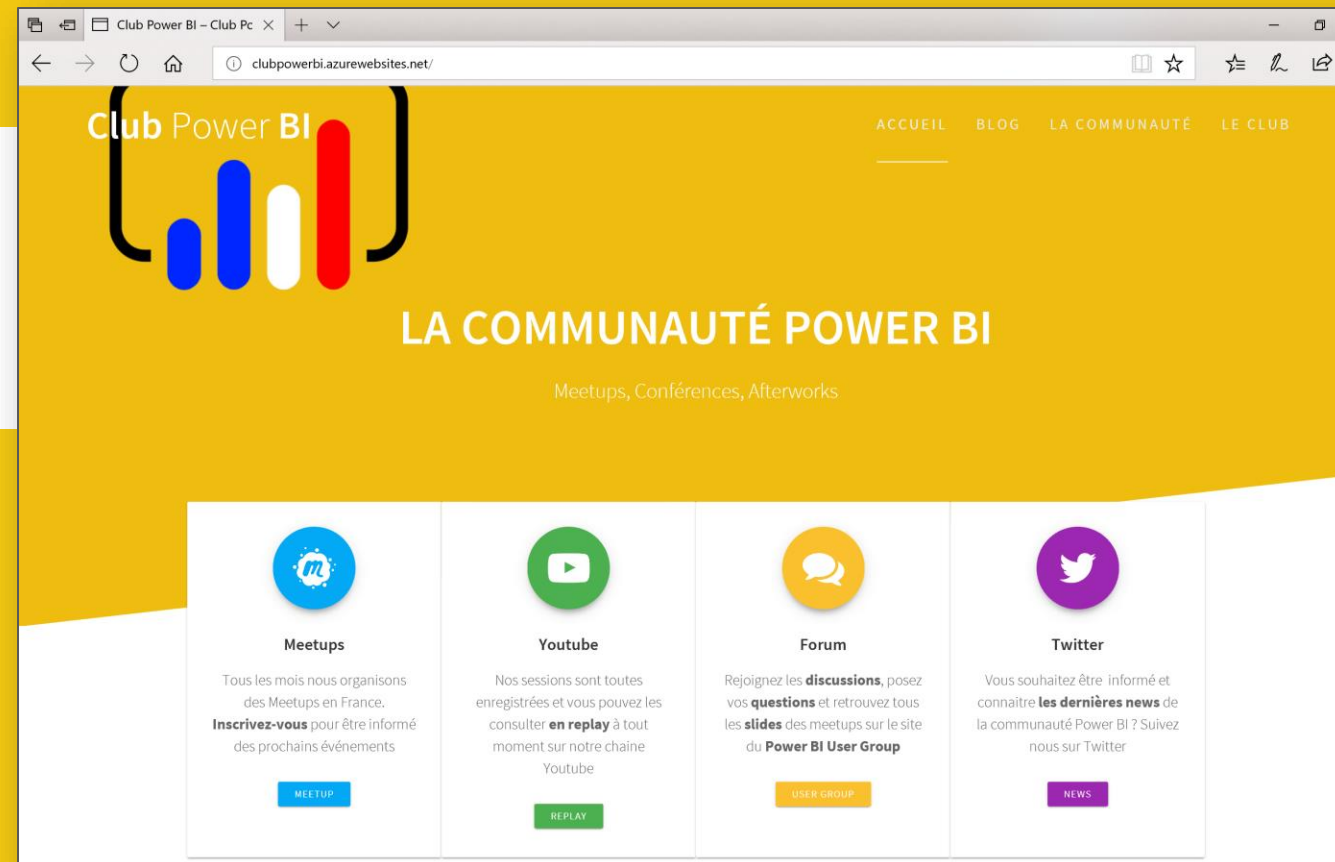 Club Power BI – Club Pc
clubpowerbi.azurewebsites.net/
Club Power BI
ACCUEIL BLOG LA COMMUNAUTÉ LE CLUB
LA COMMUNAUTÉ POWER BI
Meetups, Conférences, Afterworks
Meetups
Tous les mois nous organisons
des Meetups en France.
Inscrivez-vous pour être informé
des prochains événements
MEETUP
Youtube
Nos sessions sont toutes
enregistrées et vous pouvez les
consulter en replay à tout
moment sur notre chaine
Youtube
REPLAY
Forum
Rejoignez les discussions, posez
vos questions et retrouvez tous
les slides des meetups sur le site
du Power BI User Group
USER GROUP
Twitter
Vous souhaitez être informé et
connaitre les dernières news de
la communauté Power BI ? Suivez
nous sur Twitter
NEWS